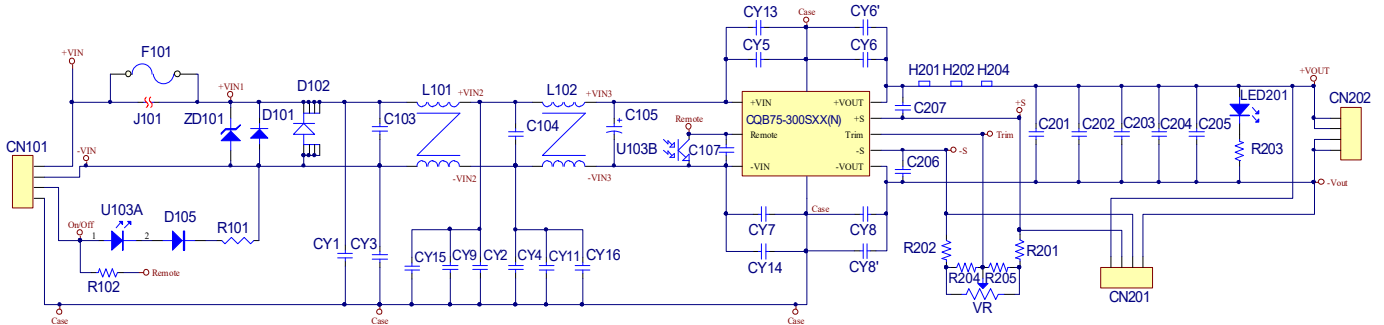 Case
CY13
CY6'
+VIN
F101
CY5
CY6
+VOUT
D102
L101
+VIN2
L102
+VIN3
C105
H201
H202
H204
+VIN1
J101
ZD101
D101
C103
C104
+VIN
+VOUT
C207
+S
LED201
CN202
CQB75-300SXX(N)
+S
Remote
U103B
C107
Remote
Trim
Trim
C201
C202
C203
C204
C205
R203
CN101
-VIN
-S
-S
-VIN
-VOUT
C206
-VIN2
-VIN3
-Vout
On/Off
U103A
D105
R101
1
2
Case
CY7
CY8
R202
R201
CY1
CY3
CY15
CY9
CY2
CY4
CY11
CY16
CY14
CY8'
R204
R205
R102
Remote
VR
CN201
Case
Case
Case